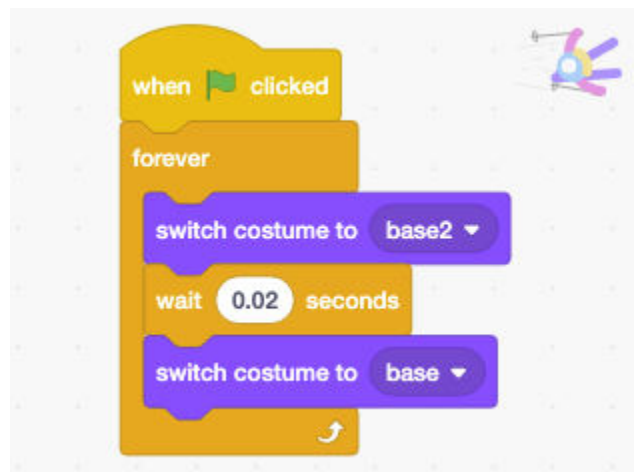 when clicked
forever
switch costume to base2
wait 0.02 seconds
switch costume to base